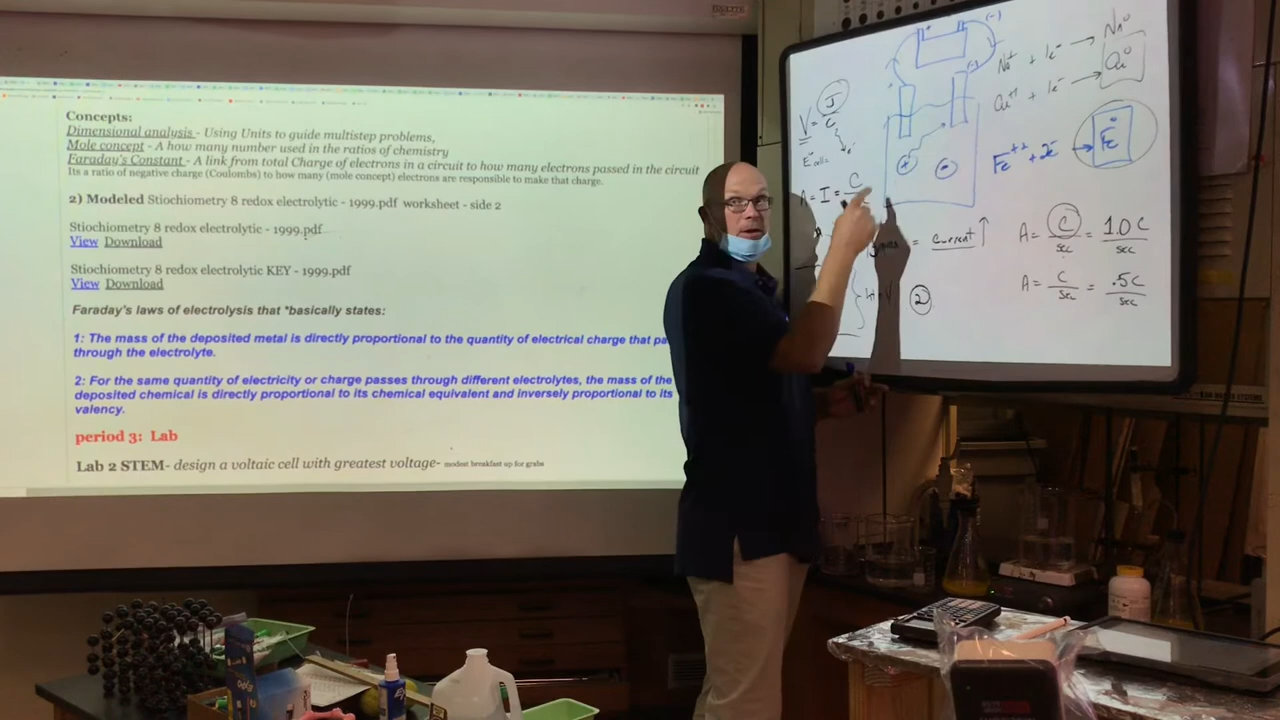 Concepts:
Dimensional analysis - Using Units to guide multistep problems,
Mole concept - A how many number used in the ratios of chemistry
Faraday's Constant - A link from total Charge of electrons in a circuit to how many electrons passed in the circuit
Its a ratio of negative charge (Coulombs) to how many (mole concept) electrons are responsible to make that charge.
2) Modeled Stiochiometry 8 redox electrolytic - 1999.pdf worksheet - side 2
Stiochiometry 8 redox electrolytic - 1999.pdf
View Download
Stiochiometry 8 redox electrolytic KEY - 1999.pdf
View Download
Faraday's laws of electrolysis that *basically states:
1: The mass of the deposited metal is directly proportional to the quantity of electrical charge that pa
through the electrolyte.
2: For the same quantity of electricity or charge passes through different electrolytes, the mass of the
deposited chemical is directly proportional to its chemical equivalent and inversely proportional to its
valency.
period 3: Lab
Lab 2 STEM- design a voltaic cell with greatest voltage- modest breakfast up for grabs
(-)
Na+ + 1e- → Na°
(-)
Cu+1 + 1e- → Cu°
V = J/C
e-
E°cell
+
-
Fe++ + 2e- → Fe°
A = I = C
= current ↑
A = C/sec = 1.0 C/sec
A = C/sec = .5C/sec
2